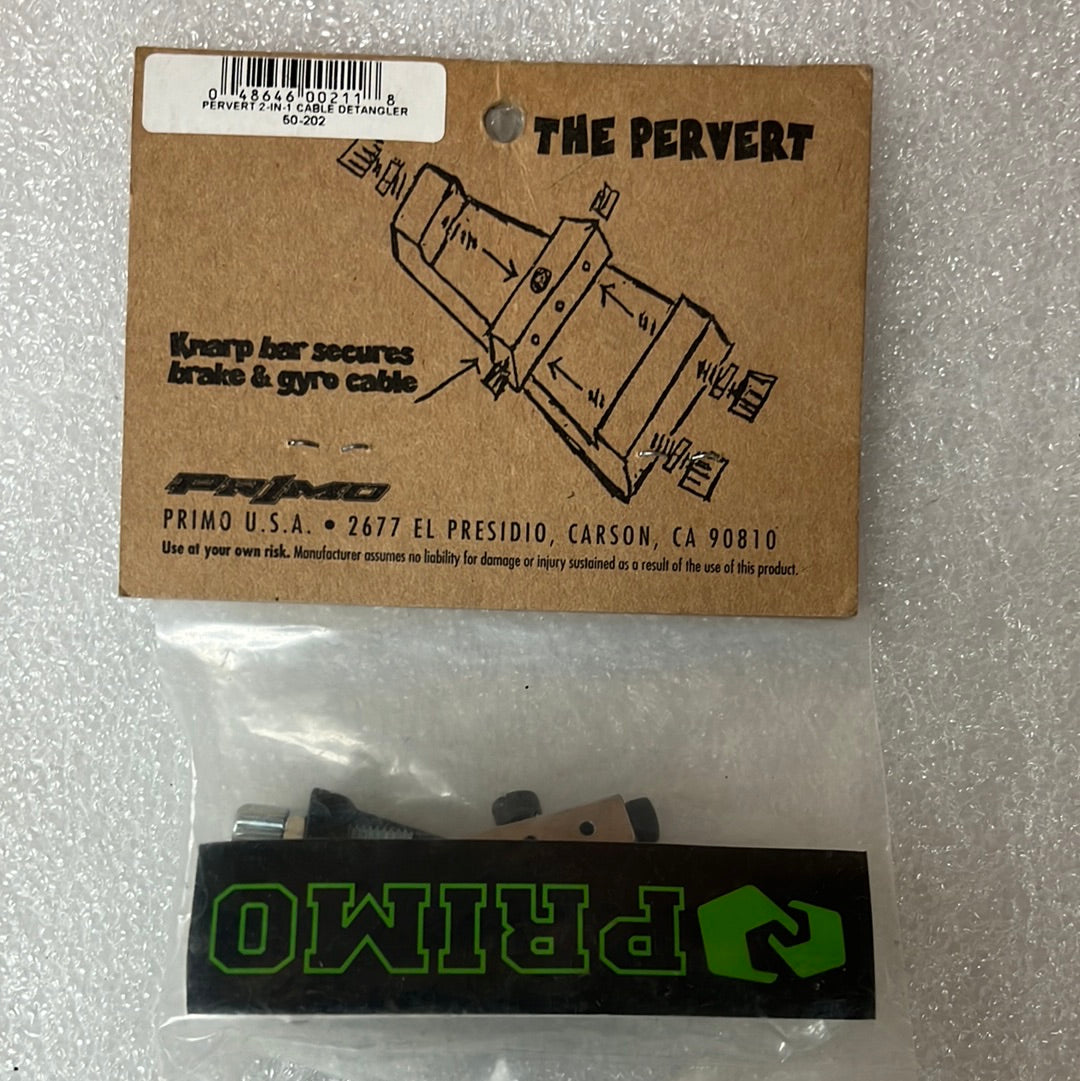 0 48646 00211 8
PERVERT 2-IN-1 CABLE DETANGLER
50-202
THE PERVERT
Knarp bar secures
brake & gyro cable
PRIMO
PRIMO U.S.A. • 2677 EL PRESIDIO, CARSON, CA 90810
Use at your own risk. Manufacturer assumes no liability for damage or injury sustained as a result of the use of this product.
PRIMO